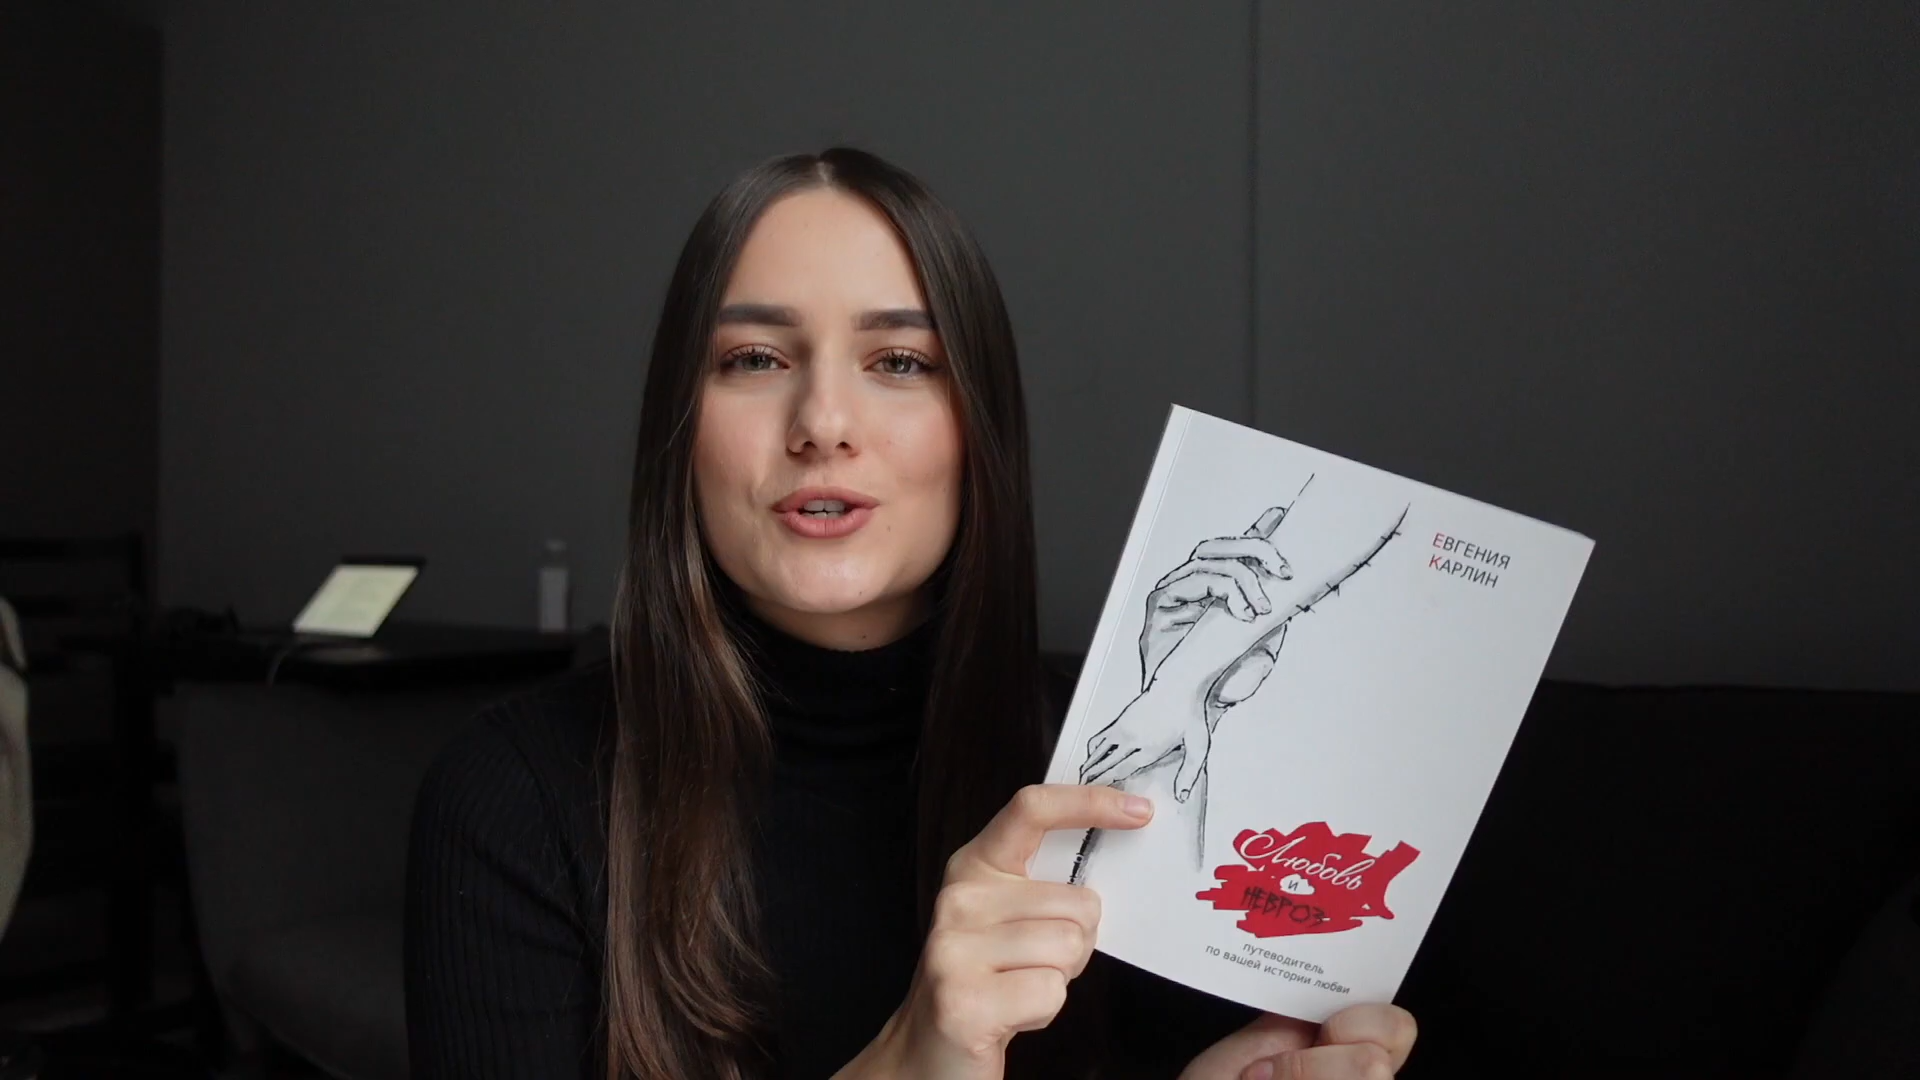 ЕВГЕНИЯ
КАРЛИН
Любовь
и
НЕВРОЗ
путеводитель
по вашей истории любви